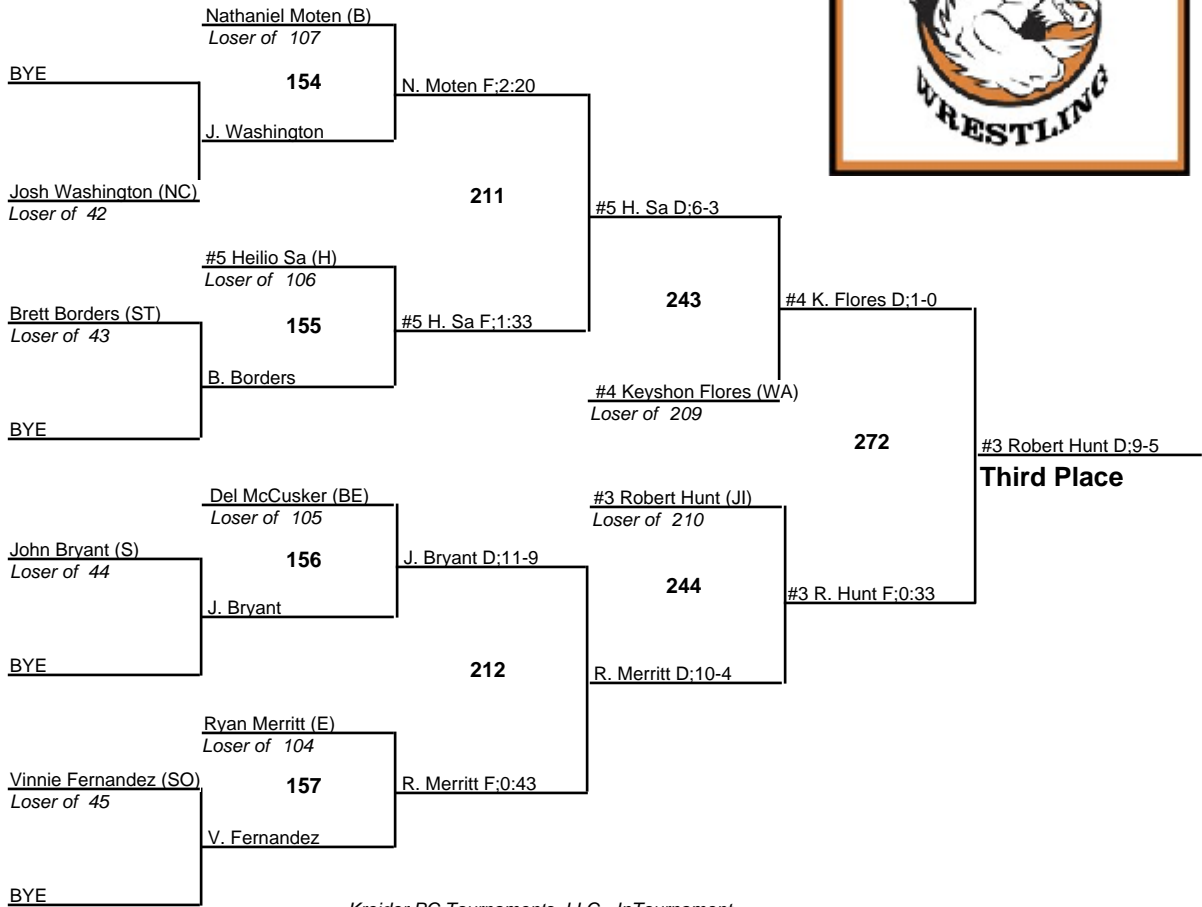 Nathaniel Moten (B)
Loser of 107
BYE
154
N. Moten F;2:20
J. Washington
WRESTLING
Josh Washington (NC)
Loser of 42
211
#5 H. Sa D;6-3
#5 Heilio Sa (H)
Loser of 106
Brett Borders (ST)
Loser of 43
155
#5 H. Sa F;1:33
243
#4 K. Flores D;1-0
B. Borders
#4 Keyshon Flores (WA)
Loser of 209
BYE
272
#3 Robert Hunt D;9-5
Third Place
Del McCusker (BE)
Loser of 105
#3 Robert Hunt (JI)
Loser of 210
John Bryant (S)
Loser of 44
156
J. Bryant D;11-9
244
#3 R. Hunt F;0:33
J. Bryant
BYE
212
R. Merritt D;10-4
Ryan Merritt (E)
Loser of 104
Vinnie Fernandez (SO)
Loser of 45
157
R. Merritt F;0:43
V. Fernandez
BYE
Kreider PC Tournaments, LLC - InTournament